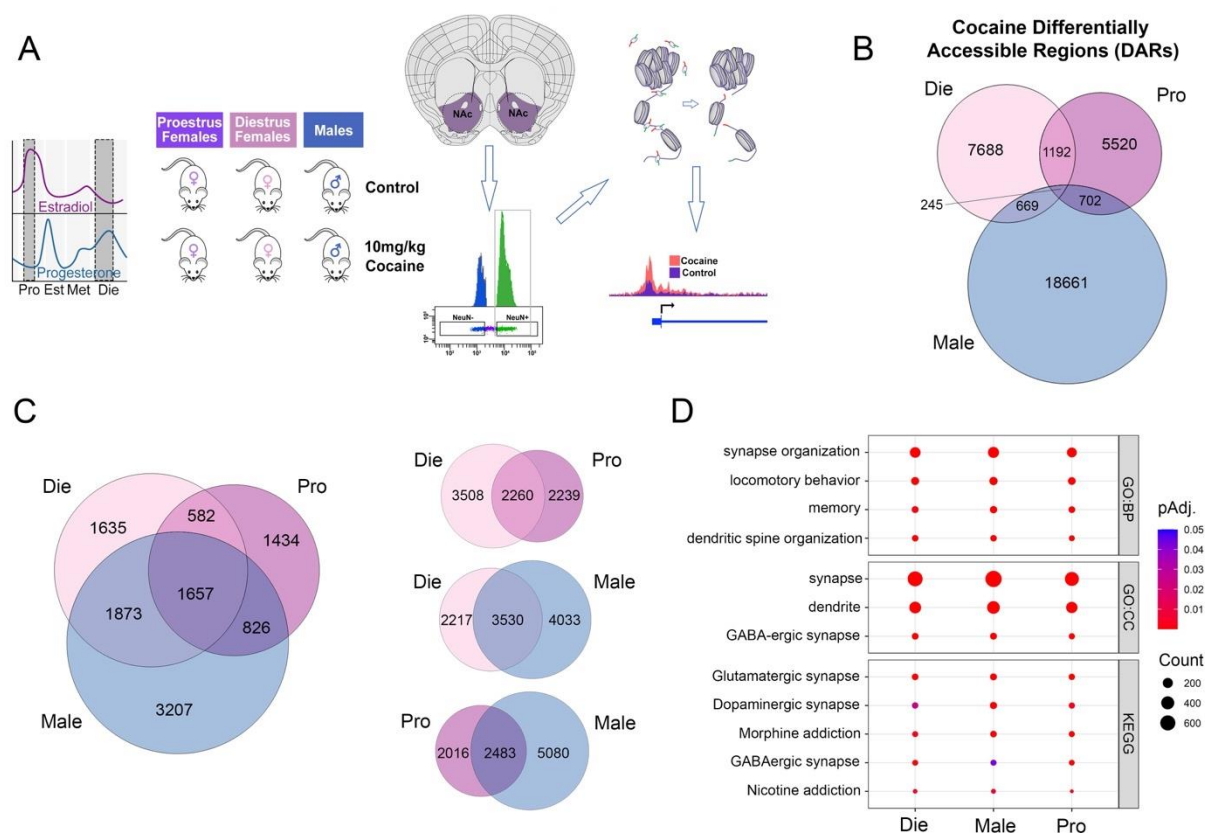 A
Estradiol
Progesterone
Pro Est Met Die
Proestrus
Females
Diestrus
Females
Males
♀ ♀ ♂
Control
♀ ♀ ♂
10mg/kg
Cocaine
NAc NAc
NeuN- NeuN+
Cocaine
Control
B
Cocaine Differentially
Accessible Regions (DARs)
Die
Pro
7688 1192 5520
245 669 702
18661
Male
C
Die
Pro
1635 582 1434
1657
1873 826
3207
Male
Die Pro
3508 2260 2239
Die Male
2217 3530 4033
Pro Male
2016 2483 5080
D
synapse organization
locomotory behavior
memory
dendritic spine organization
GO:BP
synapse
dendrite
GABA-ergic synapse
GO:CC
Glutamatergic synapse
Dopaminergic synapse
Morphine addiction
GABAergic synapse
Nicotine addiction
KEGG
Die Male Pro
pAdj.
0.05
0.04
0.03
0.02
0.01
Count
200
400
600